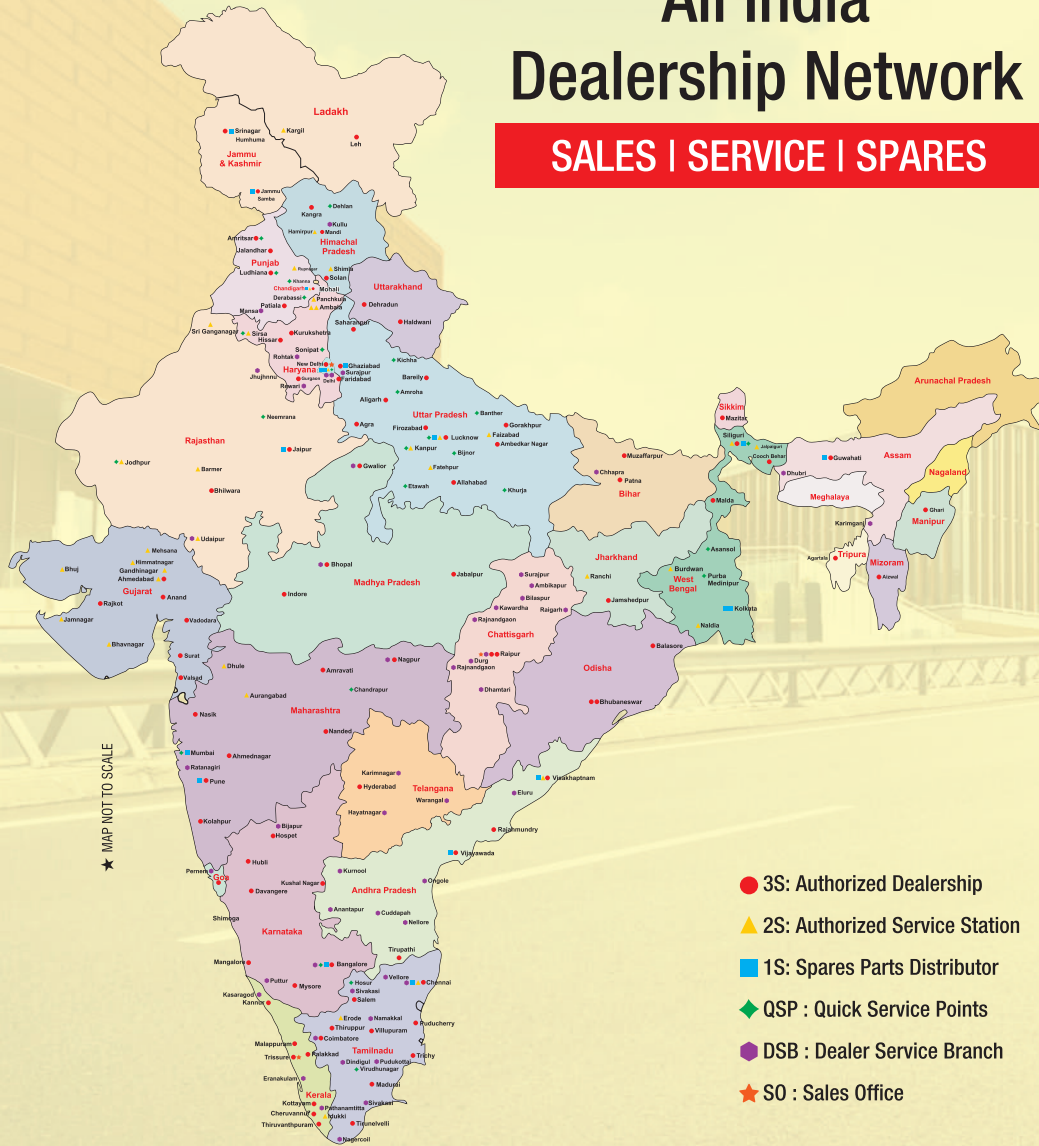 All India
Dealership Network
SALES | SERVICE | SPARES
Ladakh
Kargil
Leh
Srinagar
Humhuma
Jammu
& Kashmir
Jammu
Samba
Dehlan
Kangra
Kullu
Hamirpur
Mandi
Himachal
Pradesh
Shimla
Solan
Amritsar
Jalandhar
Punjab
Ludhiana
Rupnagar
Khanna
Chandigarh
Mohali
Derabassi
Panchkula
Patiala
Ambala
Mansa
Uttarakhand
Dehradun
Haldwani
Saharanpur
Sri Ganganagar
Sirsa
Hissar
Kurukshetra
Sonipat
Rohtak
New Delhi
Haryana
Ghaziabad
Surajpur
Gurgaon
Delhi
Faridabad
Rewari
Jhujhnnu
Kichha
Bareily
Amroha
Aligarh
Uttar Pradesh
Banther
Agra
Firozabad
Gorakhpur
Lucknow
Faizabad
Ambedkar Nagar
Kanpur
Bijnor
Fatehpur
Etawah
Allahabad
Khurja
Neemrana
Rajasthan
Jaipur
Jodhpur
Barmer
Bhilwara
Udaipur
Gwalior
Muzaffarpur
Chhapra
Patna
Bihar
Sikkim
Mazitar
Siliguri
Jalpaiguri
Cooch Behar
Arunachal Pradesh
Guwahati
Assam
Dhubri
Nagaland
Meghalaya
Ghari
Manipur
Karimganj
Agartala
Tripura
Mizoram
Aizwal
Malda
Asansol
Burdwan
West
Bengal
Purba
Medinipur
Kolkata
Naldia
Jharkhand
Ranchi
Jamshedpur
Mehsana
Himmatnagar
Gandhinagar
Ahmedabad
Bhuj
Gujarat
Anand
Rajkot
Jamnagar
Vadodara
Bhavnagar
Surat
Valsad
Bhopal
Madhya Pradesh
Jabalpur
Indore
Surajpur
Ambikapur
Bilaspur
Kawardha
Raigarh
Rajnandgaon
Chattisgarh
Raipur
Durg
Rajnandgaon
Dhamtari
Odisha
Balasore
Bhubaneswar
Dhule
Amravati
Nagpur
Aurangabad
Chandrapur
Nasik
Maharashtra
Nanded
Mumbai
Ahmednagar
Ratanagiri
Pune
Kolahpur
Karimnagar
Hyderabad
Telangana
Warangal
Hayatnagar
Visakhaptnam
Eluru
Rajahmundry
Vijayawada
Bijapur
Hospet
Hubli
Pernem
Goa
Kushal Nagar
Davangere
Shimoga
Karnataka
Kurnool
Ongole
Andhra Pradesh
Anantapur
Cuddapah
Nellore
Tirupathi
Mangalore
Bangalore
Puttur
Mysore
Kasaragod
Kannur
Hosur
Vellore
Chennai
Sivakasi
Salem
Erode
Namakkal
Thiruppur
Villupuram
Puducherry
Coimbatore
Malappuram
Trissure
Palakkad
Tamilnadu
Trichy
Dindigul
Pudukottai
Virudhunagar
Eranakulam
Madurai
Kerala
Kottayam
Pathanamtitta
Sivakasi
Cheruvannur
Idukki
Thiruvanthpuram
Tirunelvelli
Nagercoil
★ MAP NOT TO SCALE
3S: Authorized Dealership
2S: Authorized Service Station
1S: Spares Parts Distributor
QSP : Quick Service Points
DSB : Dealer Service Branch
SO : Sales Office